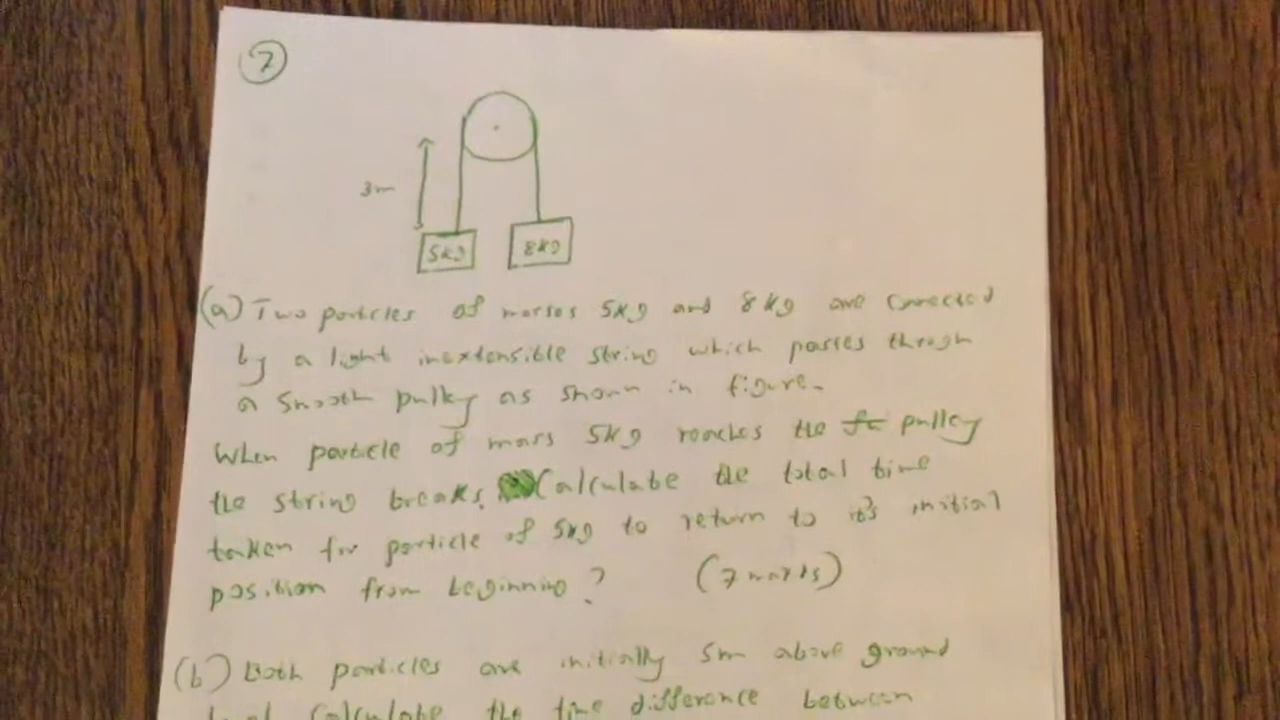 7
3m
5kg
8kg
(a) Two particles of masses 5kg and 8kg are connected
by a light inextensible string which passes through
a smooth pulley as shown in figure.
When particle of mass 5kg reaches the pulley
the string breaks. Calculate the total time
taken for particle of 5kg to return to it's initial
position from beginning? (7 marks)
(b) Both particles are initially 5m above ground
level Calculate the time difference between